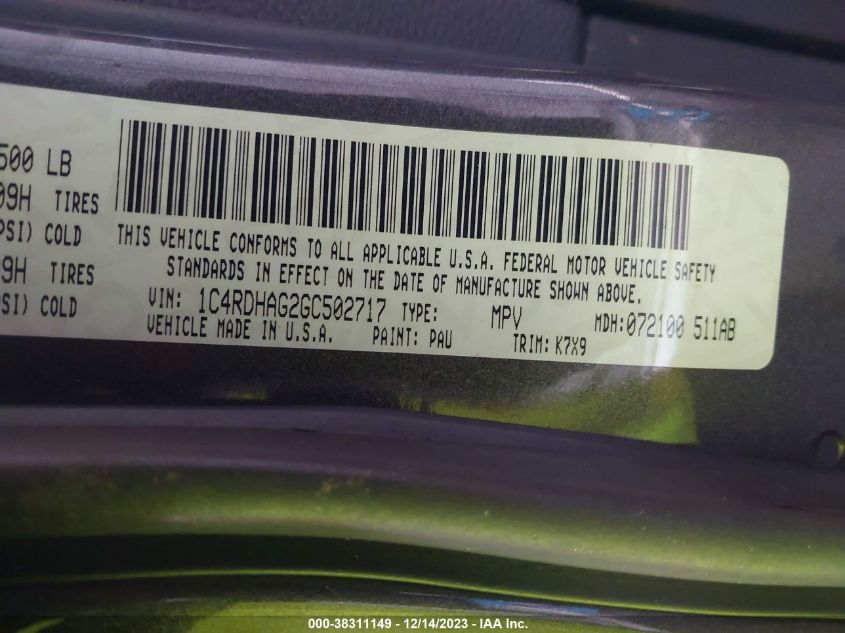 500 LB
09H TIRES
PSI) COLD
9H TIRES
SI) COLD
THIS VEHICLE CONFORMS TO ALL APPLICABLE U.S.A. FEDERAL MOTOR VEHICLE SAFETY
STANDARDS IN EFFECT ON THE DATE OF MANUFACTURE SHOWN ABOVE.
VIN: 1C4RDHAG2GC502717 TYPE: MPV MDH:072100 511AB
VEHICLE MADE IN U.S.A. PAINT: PAU TRIM: K7X9
000-38311149 - 12/14/2023 - IAA Inc.